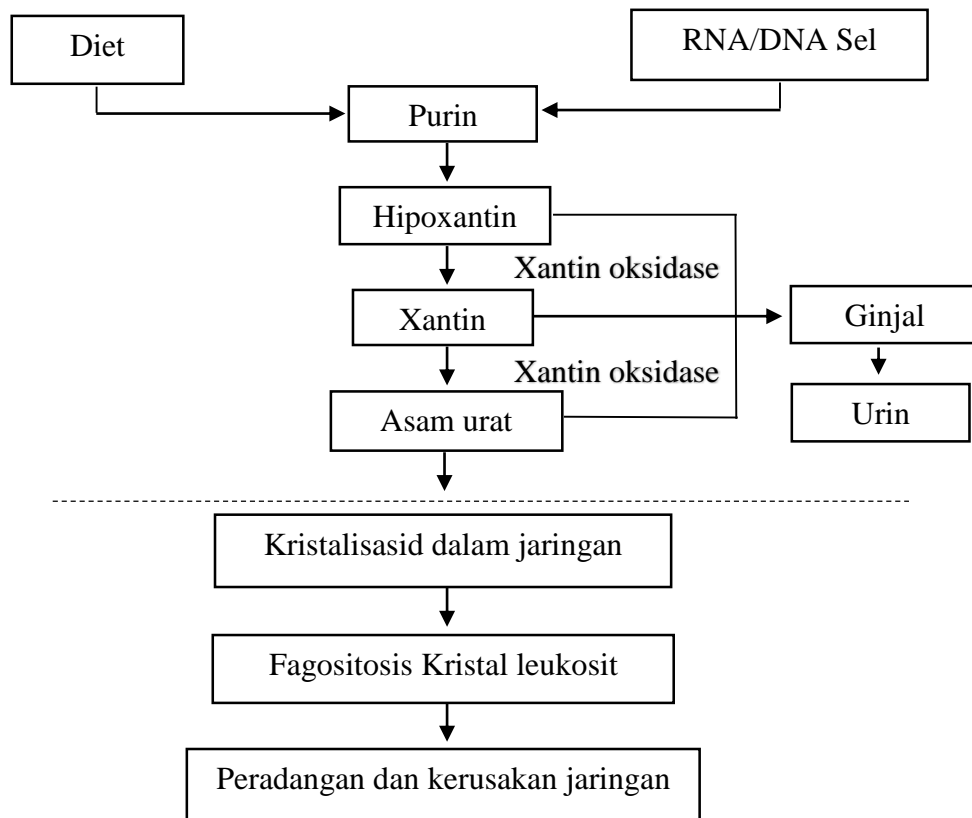 Diet
RNA/DNA Sel
Purin
Hipoxantin
Xantin oksidase
Xantin
Ginjal
Xantin oksidase
Asam urat
Urin
Kristalisasid dalam jaringan
Fagositosis Kristal leukosit
Peradangan dan kerusakan jaringan